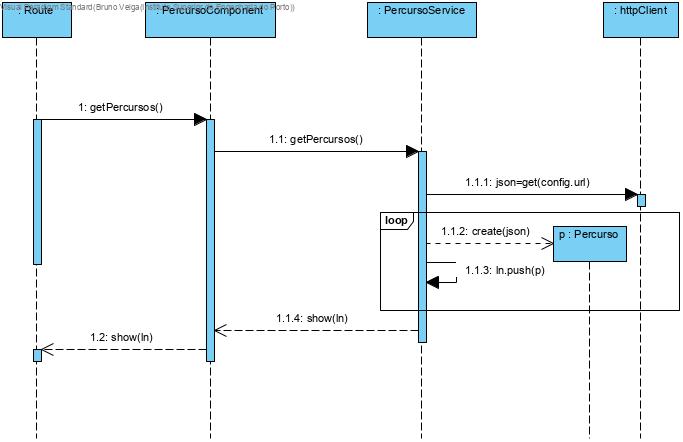 Visual Paradigm Standard(Bruno Veiga(Instituto Superior de Engenharia do Porto))
: Route
: PercursoComponent
: PercursoService
: httpClient
1: getPercursos()
1.1: getPercursos()
1.1.1: json=get(config.url)
loop
1.1.2: create(json)
p : Percurso
1.1.3: ln.push(p)
1.1.4: show(ln)
1.2: show(ln)